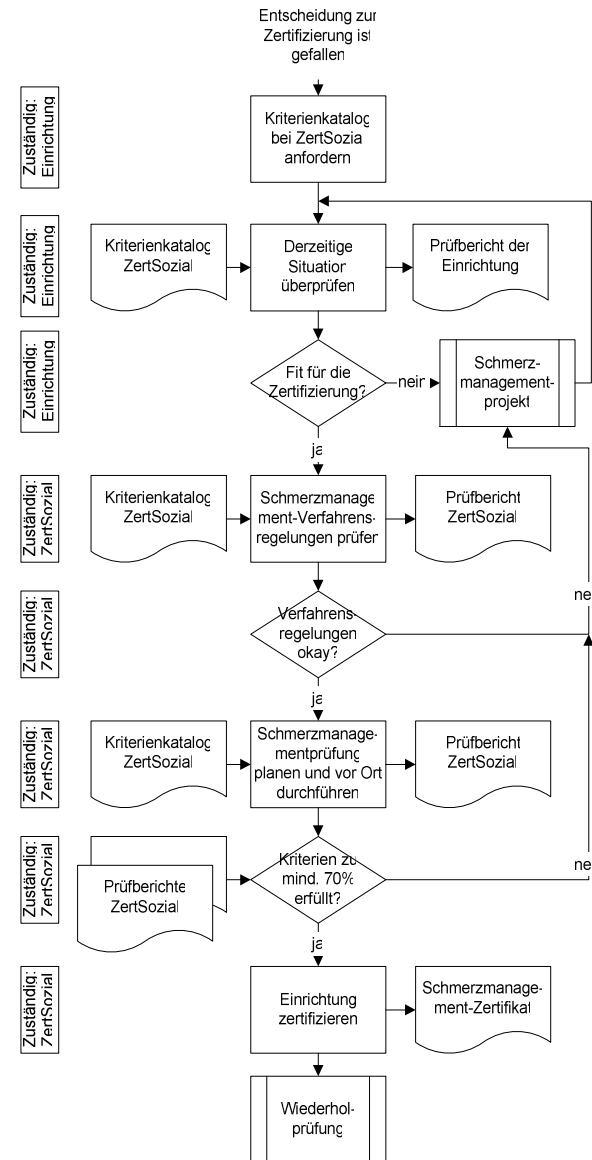 Entscheidung zur
Zertifizierung ist
gefallen
Zuständig:
Einrichtung
Kriterienkatalog
bei ZertSozia
anfordern
Zuständig:
Einrichtung
Kriterienkatalog
ZertSozial
Derzeitige
Situation
überprüfen
Prüfbericht der
Einrichtung
Zuständig:
Einrichtung
Fit für die
Zertifizierung?
nein
Schmerz-
management-
projekt
ja
Zuständig:
ZertSozial
Kriterienkatalog
ZertSozial
Schmerzmanage
ment-Verfahrens-
regelungen prüfen
Prüfbericht
ZertSozial
Zuständig:
ZertSozial
Verfahrens-
regelungen
okay?
ne
ja
Zuständig:
ZertSozial
Kriterienkatalog
ZertSozial
Schmerzmanage-
mentprüfung
planen und vor Ort
durchführen
Prüfbericht
ZertSozial
Zuständig:
ZertSozial
Prüfberichte
ZertSozial
Kriterien zu
mind. 70%
erfüllt?
ne
ja
Zuständig:
ZertSozial
Einrichtung
zertifizieren
Schmerzmanage-
ment-Zertifikat
Wiederhol-
prüfung